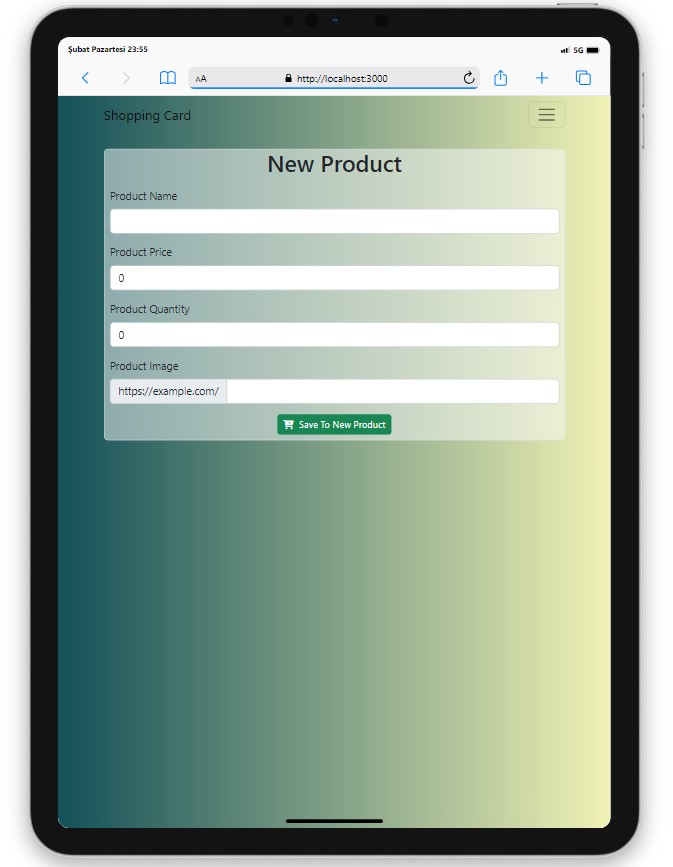 Şubat Pazartesi 23:55
5G
AA
http://localhost:3000
Shopping Card
New Product
Product Name
Product Price
0
Product Quantity
0
Product Image
https://example.com/
Save To New Product